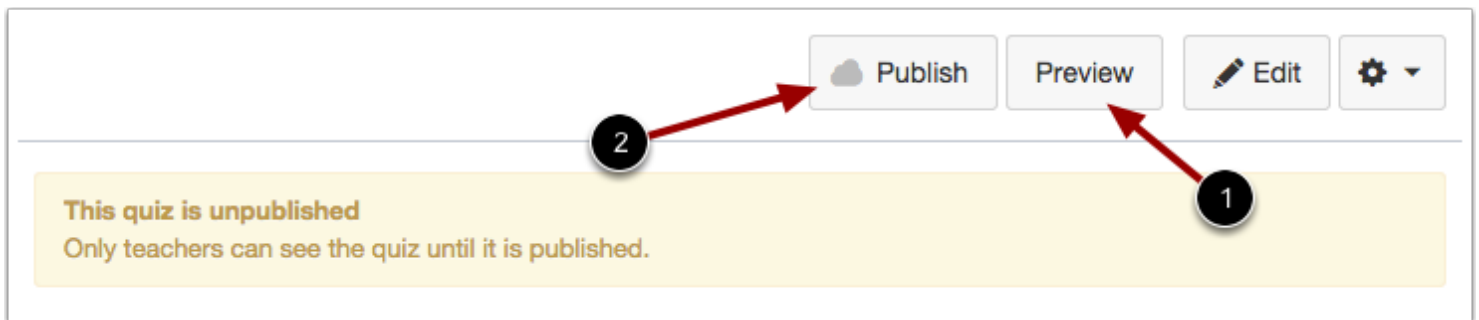 Publish Preview Edit
2
1
This quiz is unpublished
Only teachers can see the quiz until it is published.